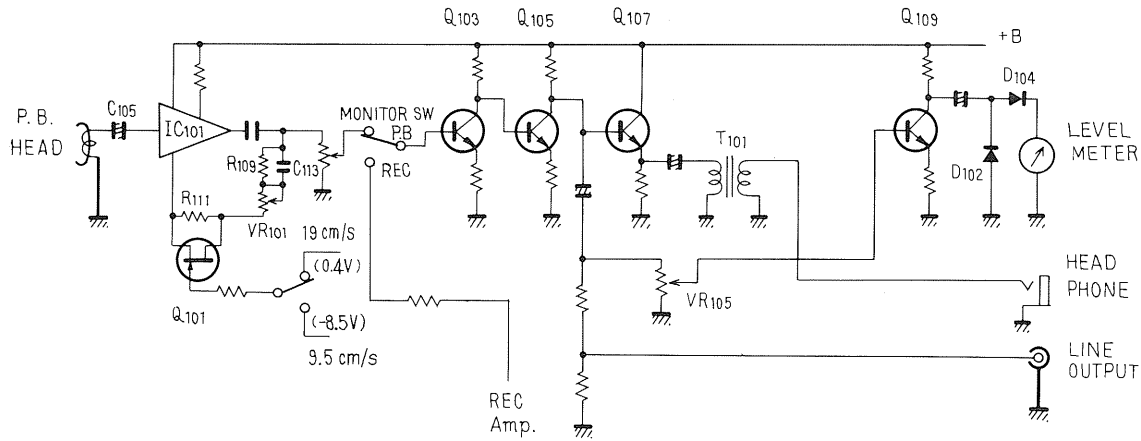 Q103
Q105
Q107
Q109
+B
D104
C105
P.B.
HEAD
IC101
MONITOR SW
P.B
REC
R109
C113
T101
D102
LEVEL
METER
R111
VR101
19 cm/s
(0.4V)
Q101
(-8.5V)
9.5 cm/s
VR105
HEAD
PHONE
LINE
OUTPUT
REC
Amp.